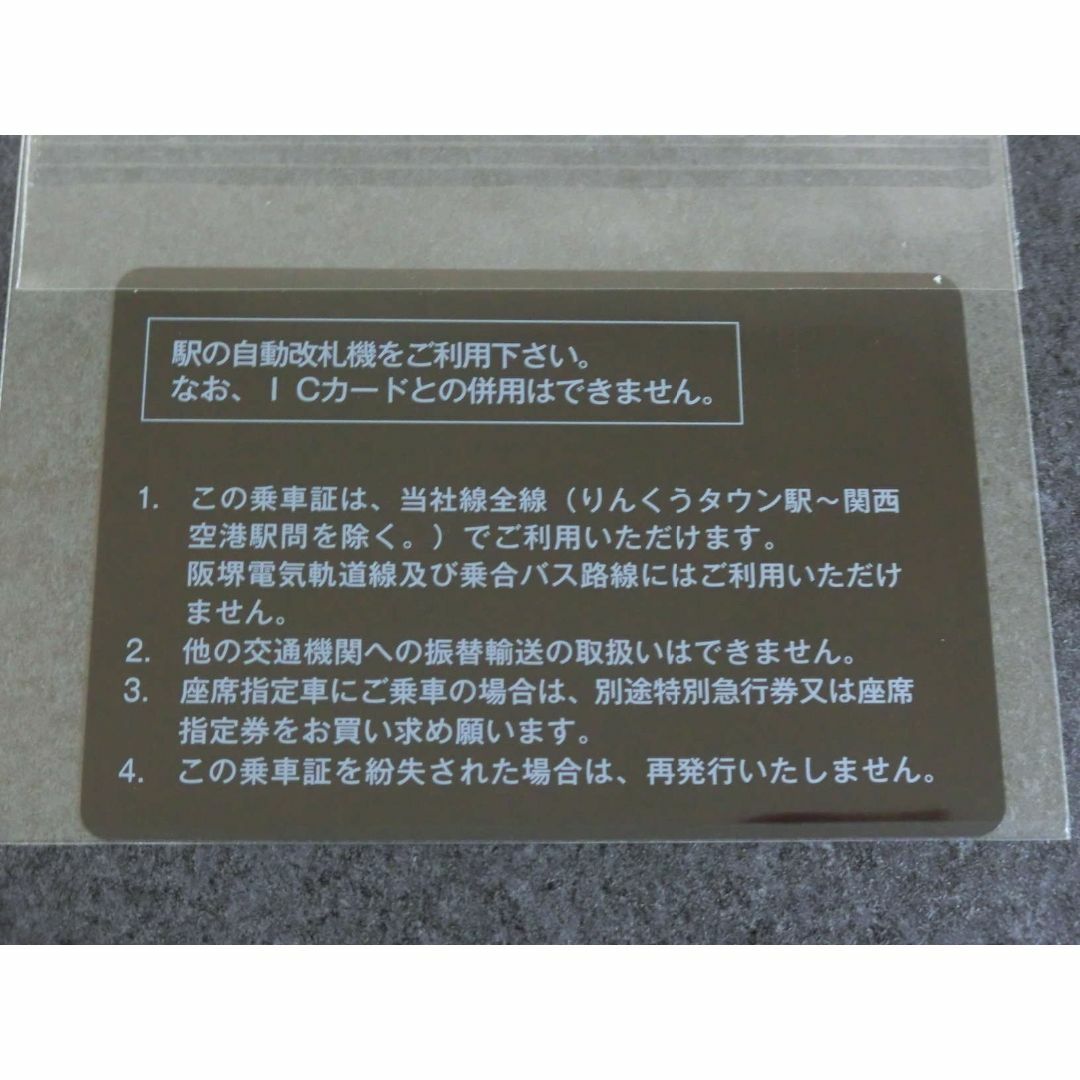 駅の自動改札機をご利用下さい。
なお、ＩＣカードとの併用はできません。
1. この乗車証は、当社線全線（りんくうタウン駅～関西
空港駅間を除く。）でご利用いただけます。
阪堺電気軌道線及び乗合バス路線にはご利用いただけ
ません。
2. 他の交通機関への振替輸送の取扱いはできません。
3. 座席指定車にご乗車の場合は、別途特別急行券又は座席
指定券をお買い求め願います。
4. この乗車証を紛失された場合は、再発行いたしません。